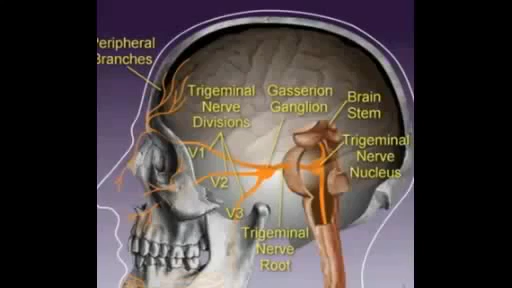 Peripheral
Branches
Trigeminal
Nerve
Divisions
Gasserion
Ganglion
Brain
Stem
Trigeminal
Nerve
Nucleus
V1
V2
V3
Trigeminal
Nerve
Root